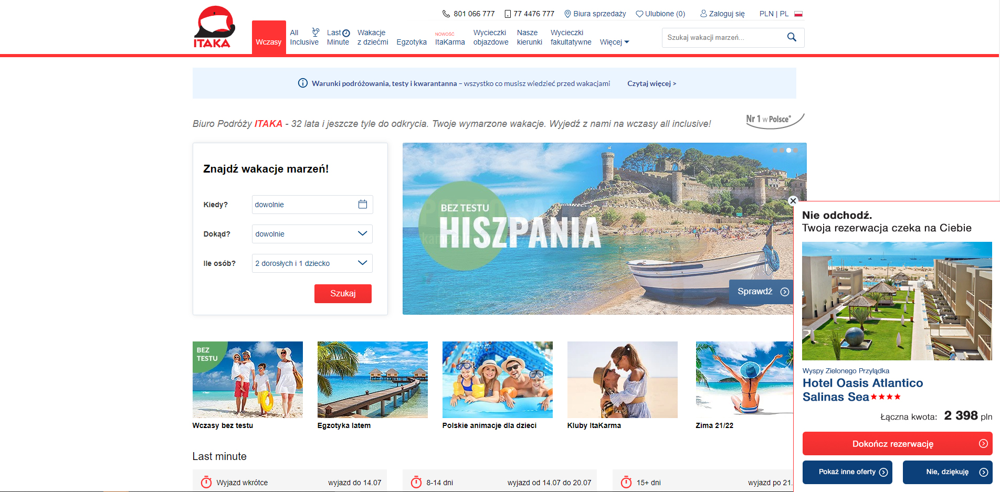 801 066 777
77 4476 777
Biura sprzedaży
Ulubione (0)
Zaloguj się
PLN | PL
ITAKA
Wczasy
All
Inclusive
Last
Minute
Wakacje
z dziećmi
Egzotyka
NOWOŚĆ
ItaKarma
Wycieczki
objazdowe
Nasze
kierunki
Wycieczki
fakultatywne
Więcej
Szukaj wakacji marzeń...
Warunki podróżowania, testy i kwarantanna – wszystko co musisz wiedzieć przed wakacjami Czytaj więcej >
Biuro Podróży ITAKA - 32 lata i jeszcze tyle do odkrycia. Twoje wymarzone wakacje. Wyjedź z nami na wczasy all inclusive!
Nr 1 w Polsce*
Znajdź wakacje marzeń!
Kiedy? dowolnie
Dokąd? dowolnie
Ile osób? 2 dorosłych i 1 dziecko
Szukaj
BEZ TESTU
HISZPANIA
Sprawdź
BEZ
TESTU
Wczasy bez testu
Egzotyka latem
Polskie animacje dla dzieci
Kluby ItaKarma
Zima 21/22
Last minute
Wyjazd wkrótce wyjazd do 14.07
8-14 dni wyjazd od 14.07 do 20.07
15+ dni wyjazd po 21.
Nie odchodź.
Twoja rezerwacja czeka na Ciebie
Wyspy Zielonego Przylądka
Hotel Oasis Atlantico
Salinas Sea
Łączna kwota: 2 398 pln
Dokończ rezerwację
Pokaż inne oferty
Nie, dziękuję